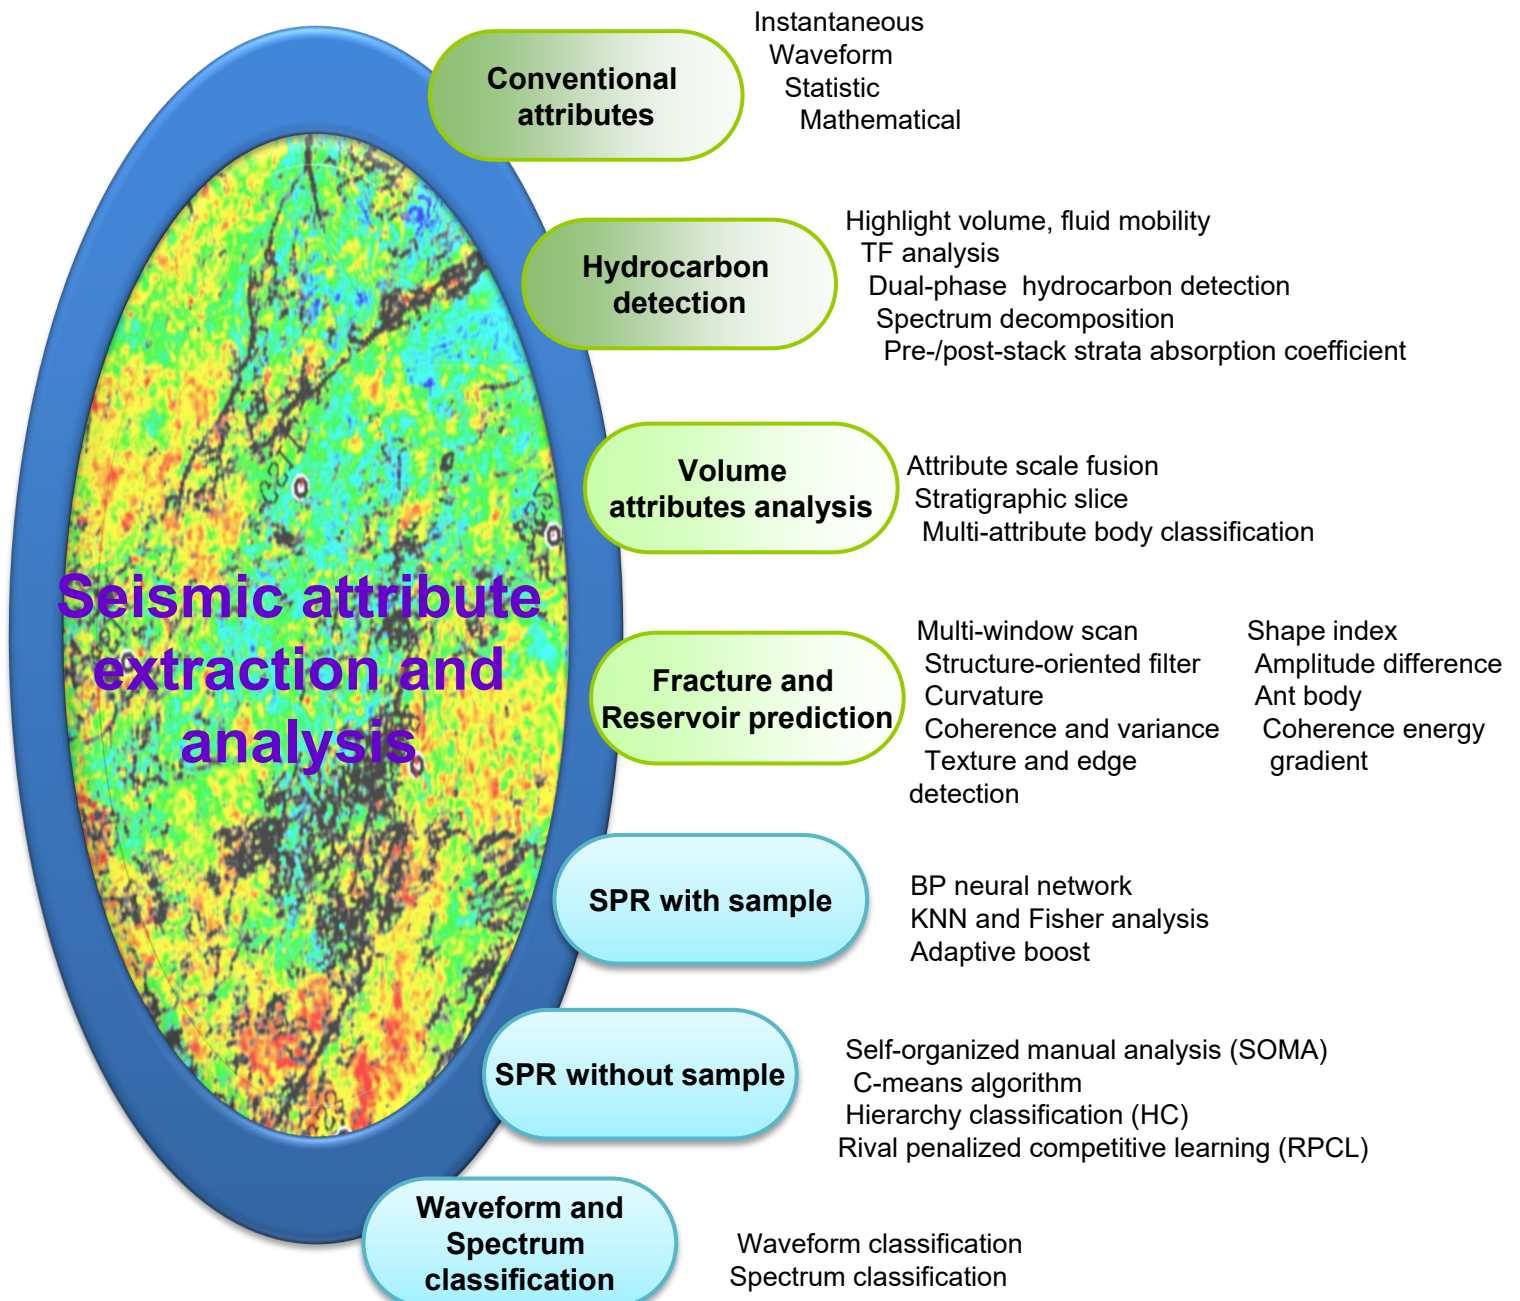 Seismic attribute
extraction and
analysis
Conventional
attributes
Instantaneous
Waveform
Statistic
Mathematical
Hydrocarbon
detection
Highlight volume, fluid mobility
TF analysis
Dual-phase  hydrocarbon detection
Spectrum decomposition
Pre-/post-stack strata absorption coefficient
Volume
attributes analysis
Attribute scale fusion
Stratigraphic slice
Multi-attribute body classification
Fracture and
Reservoir prediction
Multi-window scan
Structure-oriented filter
Curvature
Coherence and variance
Texture and edge
detection
Shape index
Amplitude difference
Ant body
Coherence energy
gradient
SPR with sample
BP neural network
KNN and Fisher analysis
Adaptive boost
SPR without sample
Self-organized manual analysis (SOMA)
C-means algorithm
Hierarchy classification (HC)
Rival penalized competitive learning (RPCL)
Waveform and
Spectrum
classification
Waveform classification
Spectrum classification